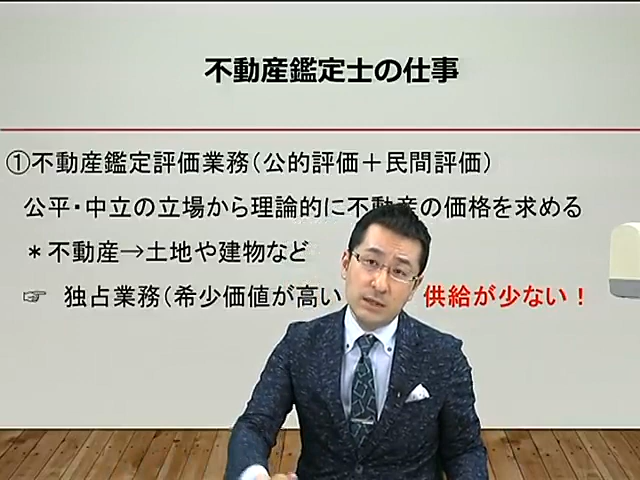 不動産鑑定士の仕事
①不動産鑑定評価業務（公的評価＋民間評価）
公平・中立の立場から理論的に不動産の価格を求める
＊不動産→土地や建物など
☞ 独占業務（希少価値が高い 供給が少ない！